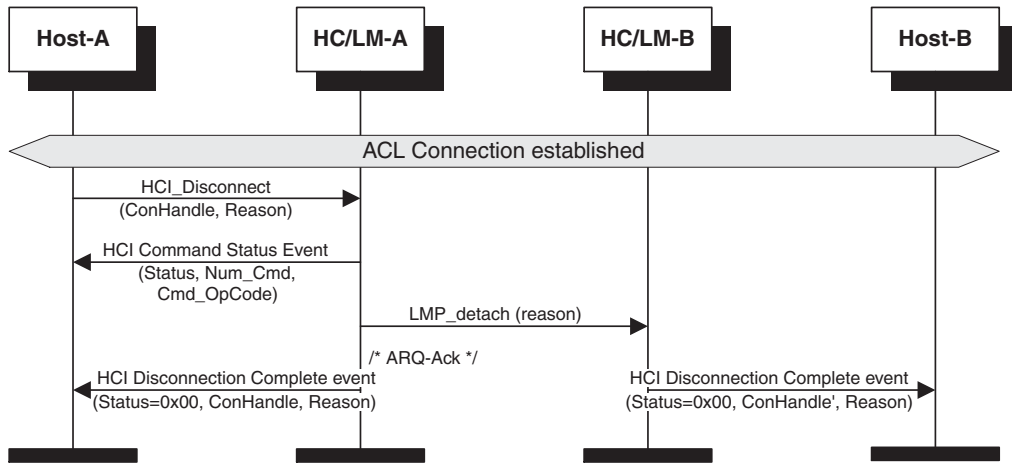 Host-A
HC/LM-A
HC/LM-B
Host-B
ACL Connection established
HCI_Disconnect
(ConHandle, Reason)
HCI Command Status Event
(Status, Num_Cmd,
Cmd_OpCode)
LMP_detach (reason)
/* ARQ-Ack */
HCI Disconnection Complete event
(Status=0x00, ConHandle, Reason)
HCI Disconnection Complete event
(Status=0x00, ConHandle', Reason)